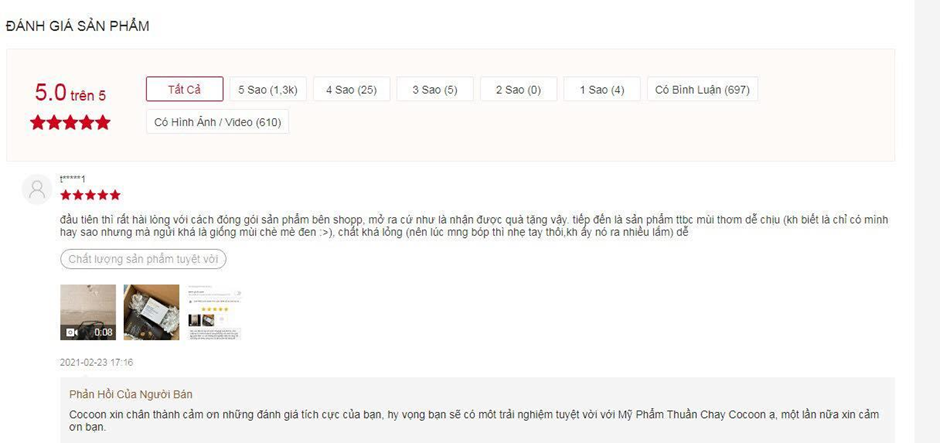 ĐÁNH GIÁ SẢN PHẨM
5.0 trên 5
Tất Cả
5 Sao (1,3k)
4 Sao (25)
3 Sao (5)
2 Sao (0)
1 Sao (4)
Có Bình Luận (697)
Có Hình Ảnh / Video (610)
t*****1
đầu tiên thì rất hài lòng với cách đóng gói sản phẩm bên shopp, mở ra cứ như là nhận được quà tặng vậy. tiếp đến là sản phẩm ttbc mùi thơm dễ chịu (kh biết là chỉ có mình
hay sao nhưng mà ngửi khá là giống mùi chè mè đen :>), chất khá lỏng (nên lúc mng bóp thì nhẹ tay thôi,kh ấy nó ra nhiều lắm) dễ
Chất lượng sản phẩm tuyệt vời
0:08
2021-02-23 17:16
Phản Hồi Của Người Bán
Cocoon xin chân thành cảm ơn những đánh giá tích cực của bạn, hy vọng bạn sẽ có một trải nghiệm tuyệt vời với Mỹ Phẩm Thuần Chay Cocoon ạ, một lần nữa xin cảm
ơn bạn.